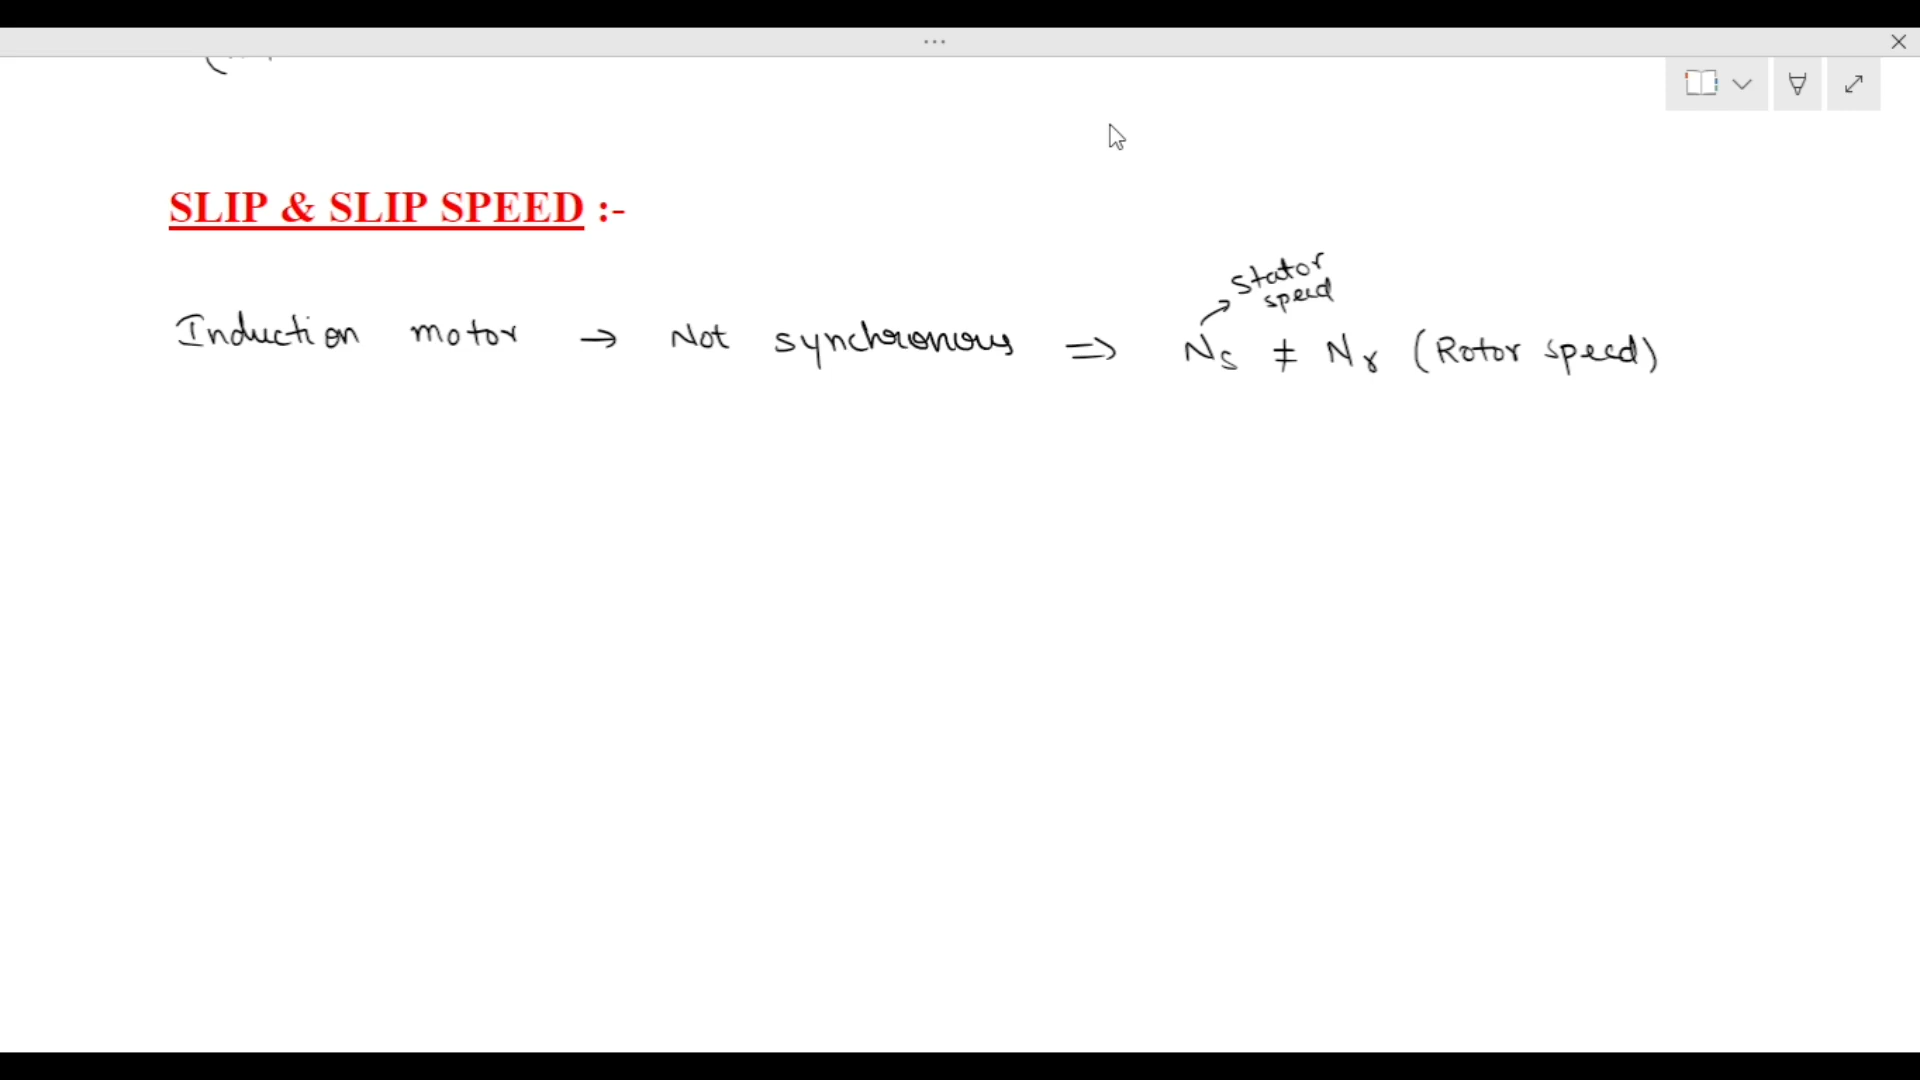 SLIP & SLIP SPEED :-
stator
speed
Induction motor → Not synchronous => Ns ≠ Nr (Rotor speed)